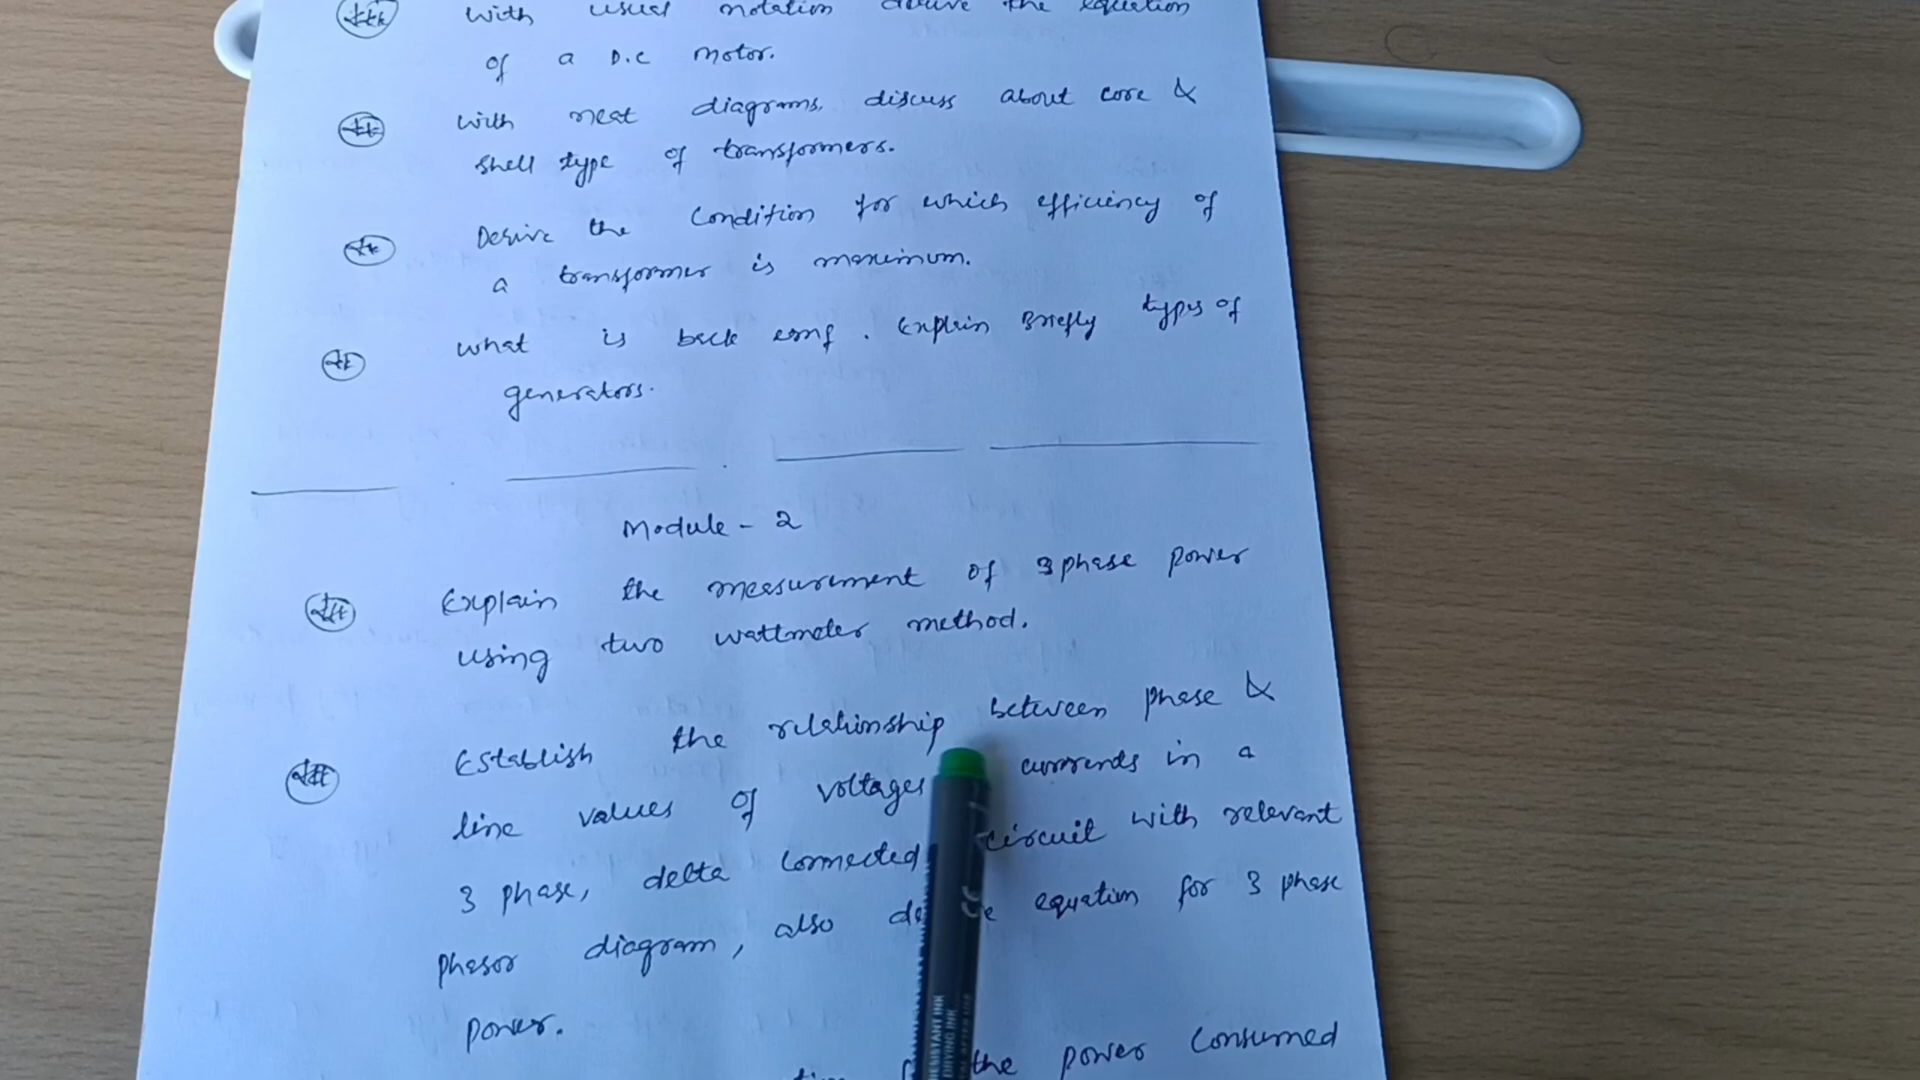 with usual notation derive the equation
of a D.C motor.
with neat diagrams, discuss about core &
shell type of transformers.
Derive the condition for which efficiency of
a transformer is maximum.
what is back emf. Explain Briefly types of
generators.
Module - 2
Explain the measurement of 3 phase power
using two wattmeter method.
Establish the relationship between phase &
line values of voltages currents in a
3 phase, delta connected circuit with relevant
phasor diagram, also de e equation for 3 phase
power.
the power consumed